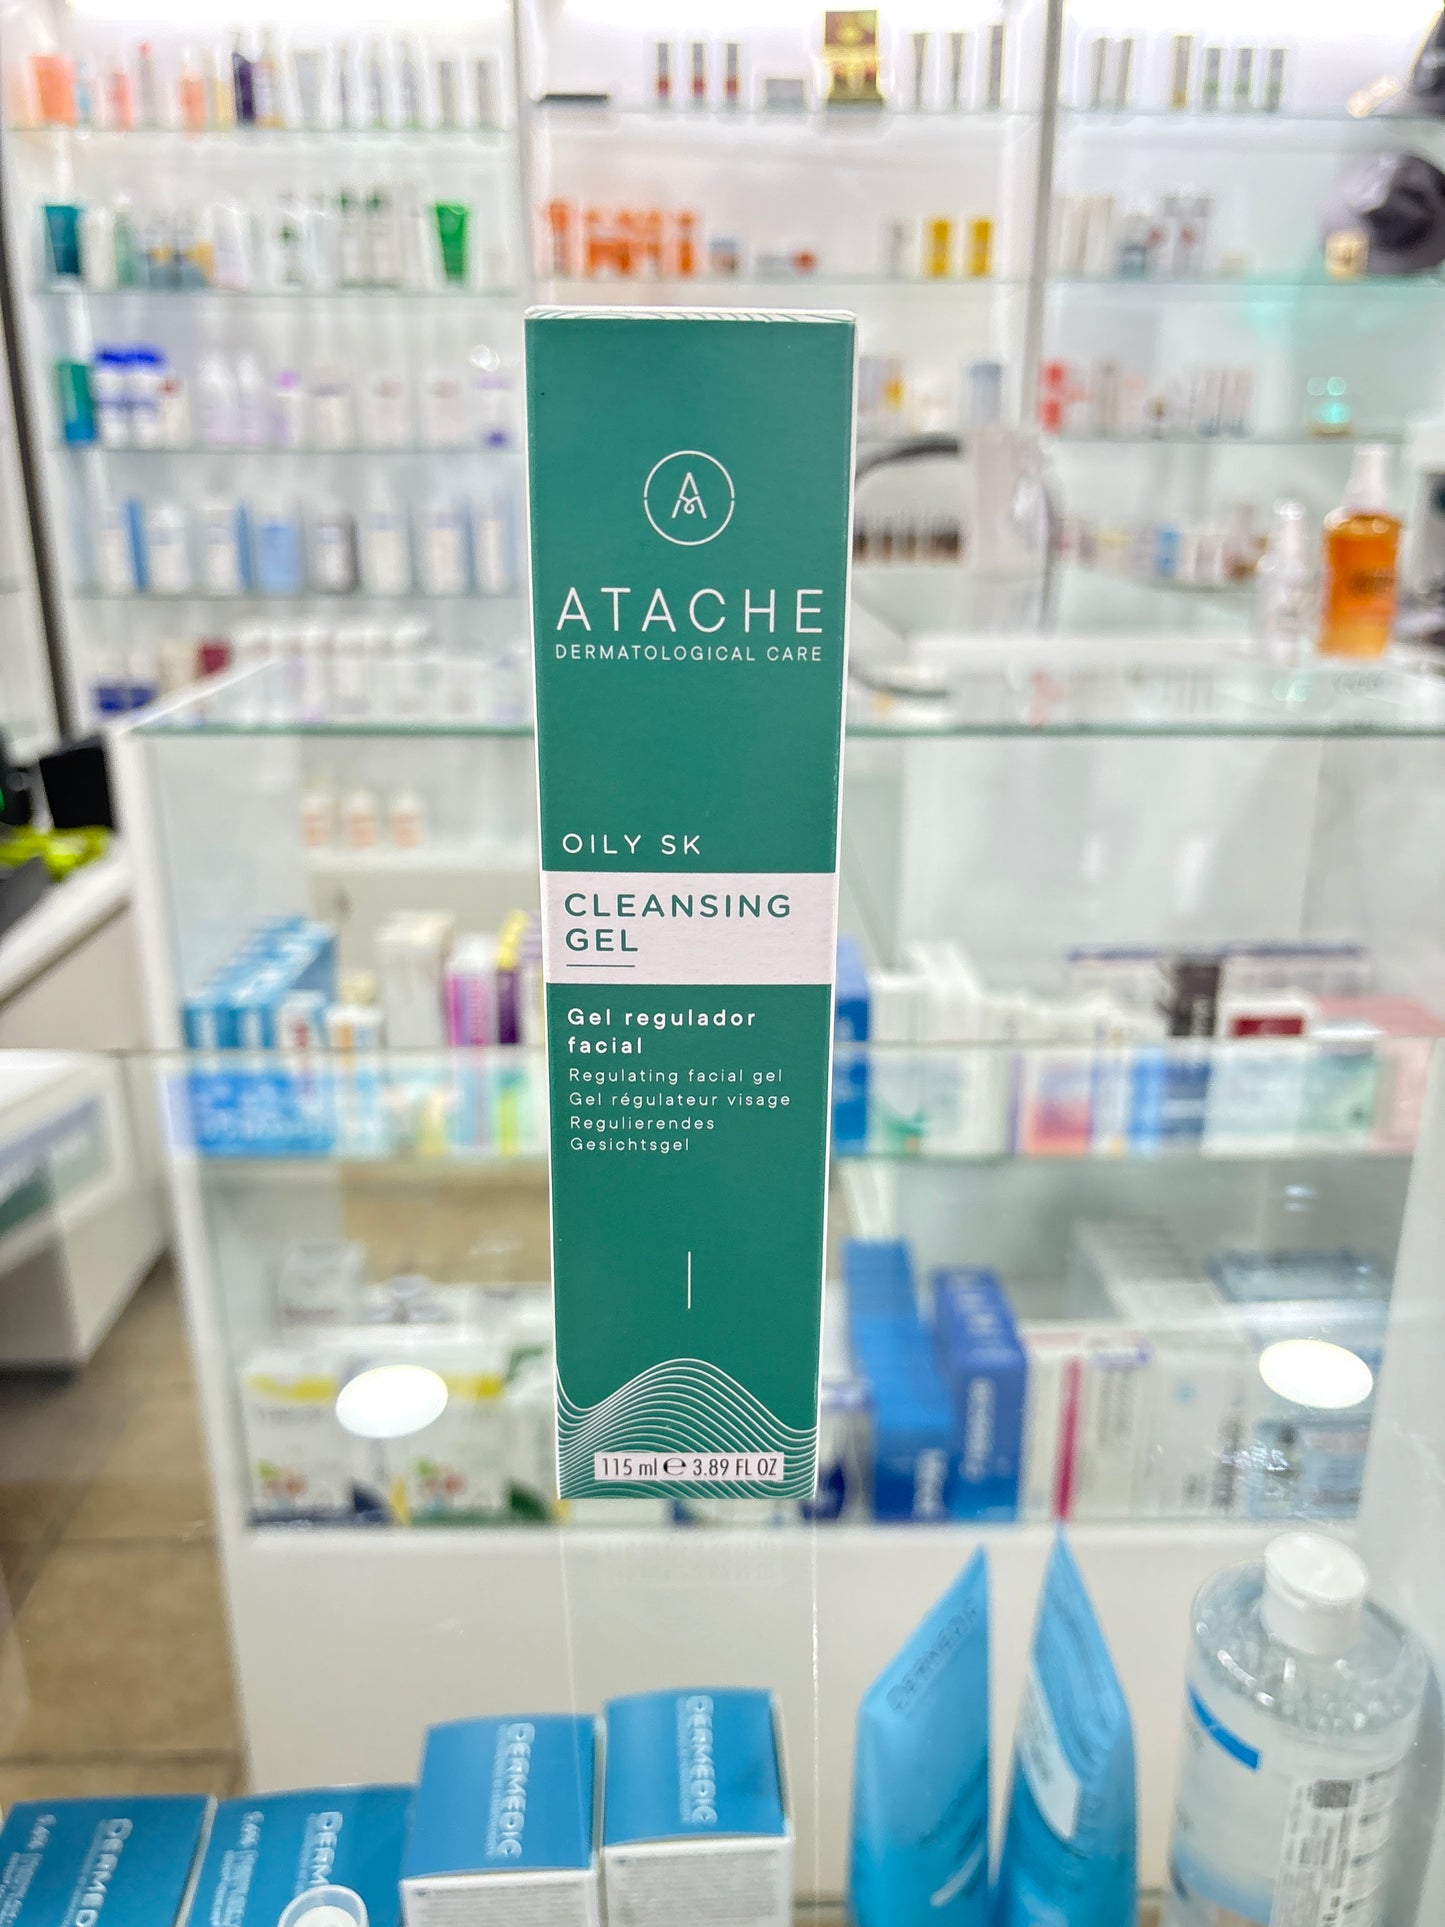 ATACHE
DERMATOLOGICAL CARE
OILY SK
CLEANSING
GEL
Gel regulador
facial
Regulating facial gel
Gel régulateur visage
Regulierendes
Gesichtsgel
115 ml ℮ 3.89 FL OZ
DERMEDIC
DERMEDIC
DERMEDIC